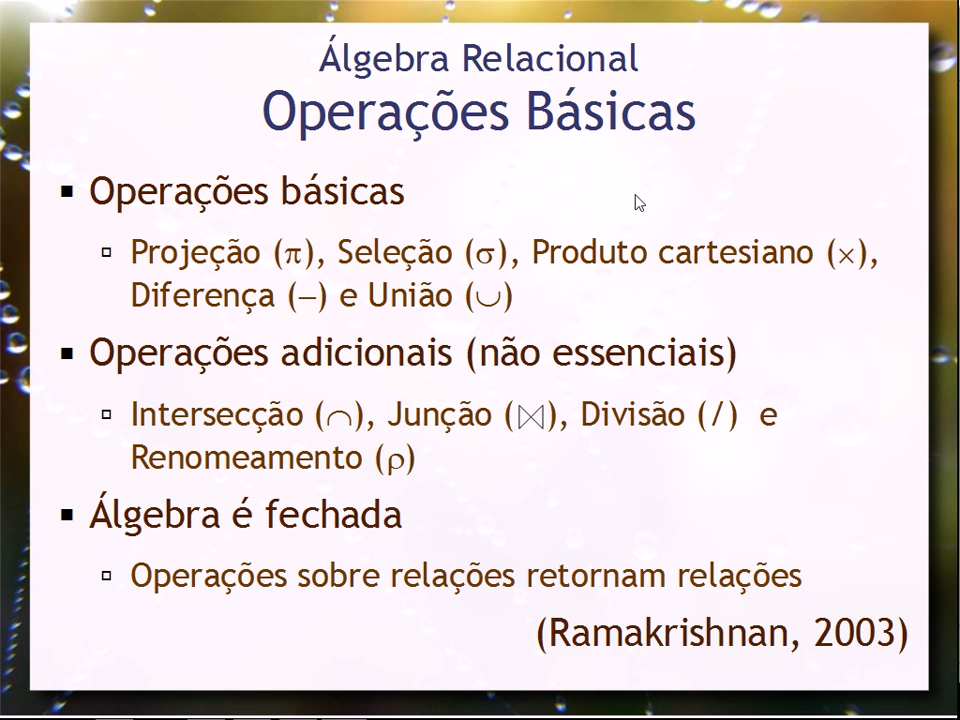 Álgebra Relacional
Operações Básicas
▪ Operações básicas
▫ Projeção (π), Seleção (σ), Produto cartesiano (×),
Diferença (−) e União (∪)
▪ Operações adicionais (não essenciais)
▫ Intersecção (∩), Junção (⋈), Divisão (/) e
Renomeamento (ρ)
▪ Álgebra é fechada
▫ Operações sobre relações retornam relações
(Ramakrishnan, 2003)